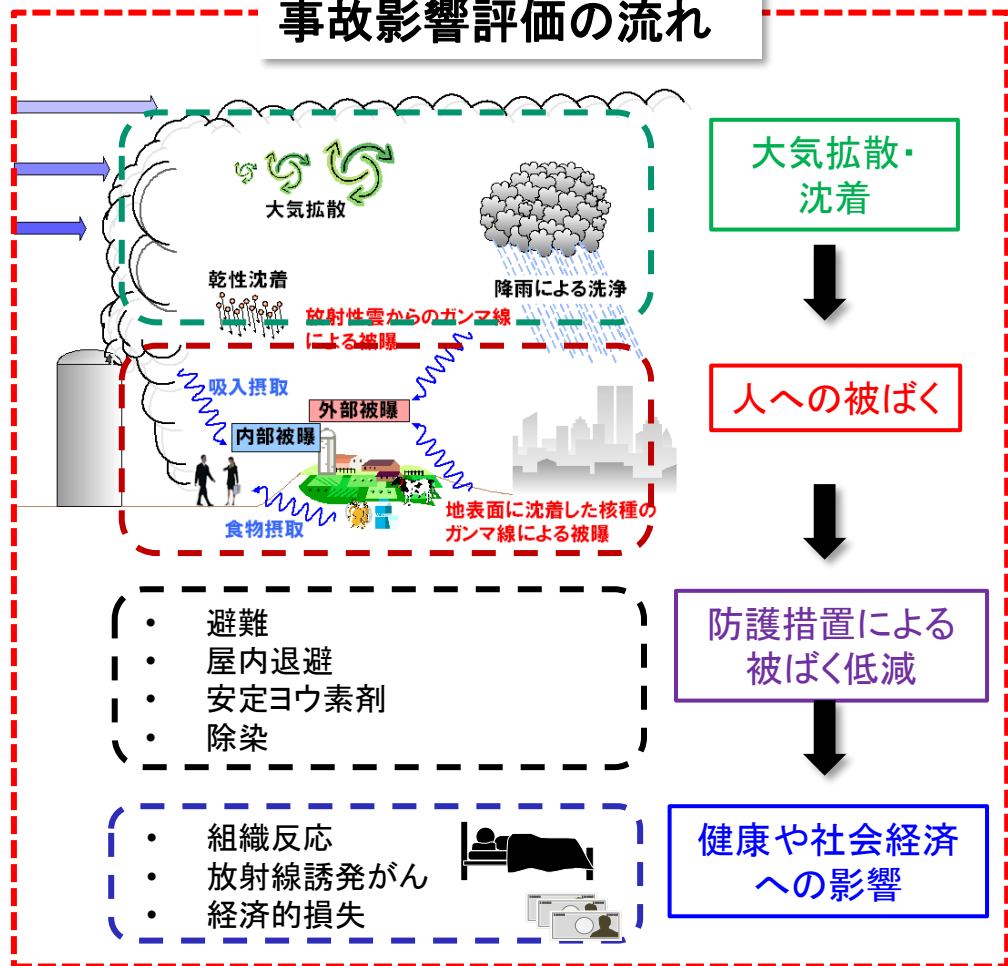 事故影響評価の流れ
大気拡散
乾性沈着
降雨による洗浄
大気拡散・
沈着
放射性雲からのガンマ線
による被曝
吸入摂取
外部被曝
内部被曝
食物摂取
地表面に沈着した核種の
ガンマ線による被曝
人への被ばく
・ 避難
・ 屋内退避
・ 安定ヨウ素剤
・ 除染
防護措置による
被ばく低減
・ 組織反応
・ 放射線誘発がん
・ 経済的損失
健康や社会経済
への影響